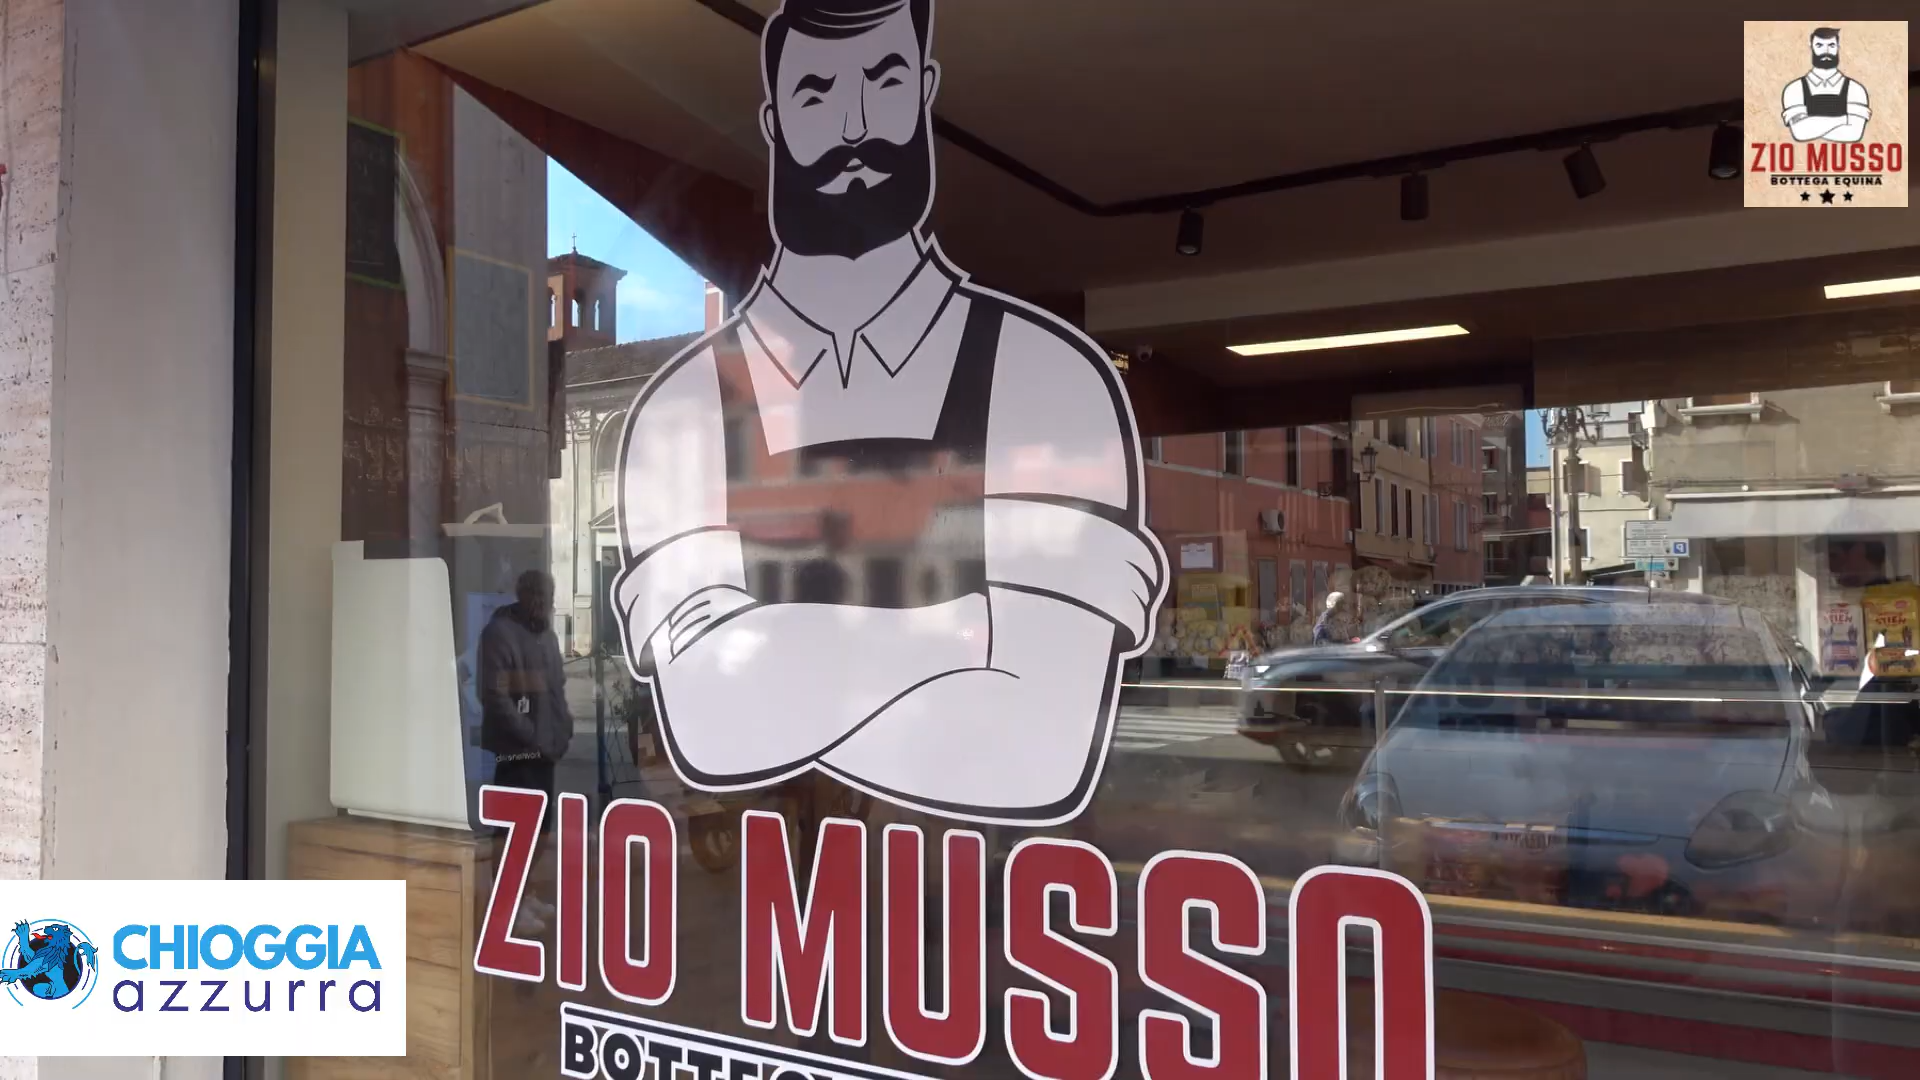 ZIO MUSSO
BOTTEGA EQUINA
ZIO MUSSO
CHIOGGIA
azzurra